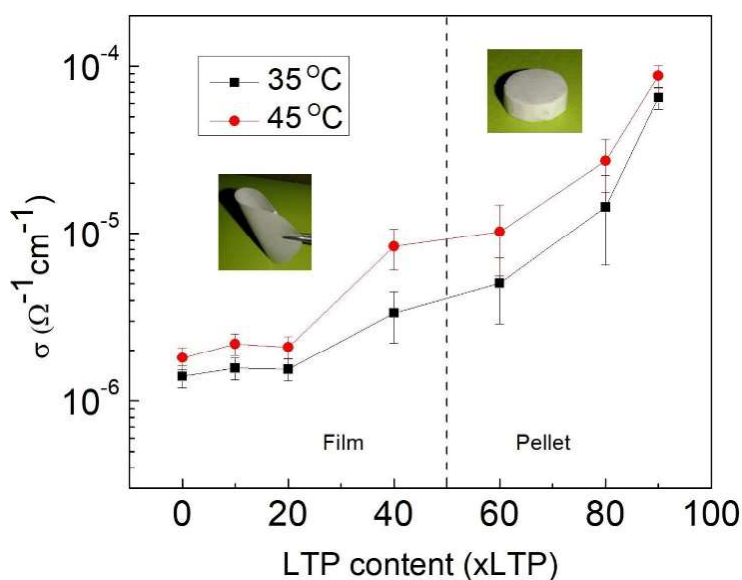 35 °C
45 °C
10⁻⁴
10⁻⁵
10⁻⁶
σ (Ω⁻¹cm⁻¹)
Film
Pellet
0 20 40 60 80 100
LTP content (xLTP)